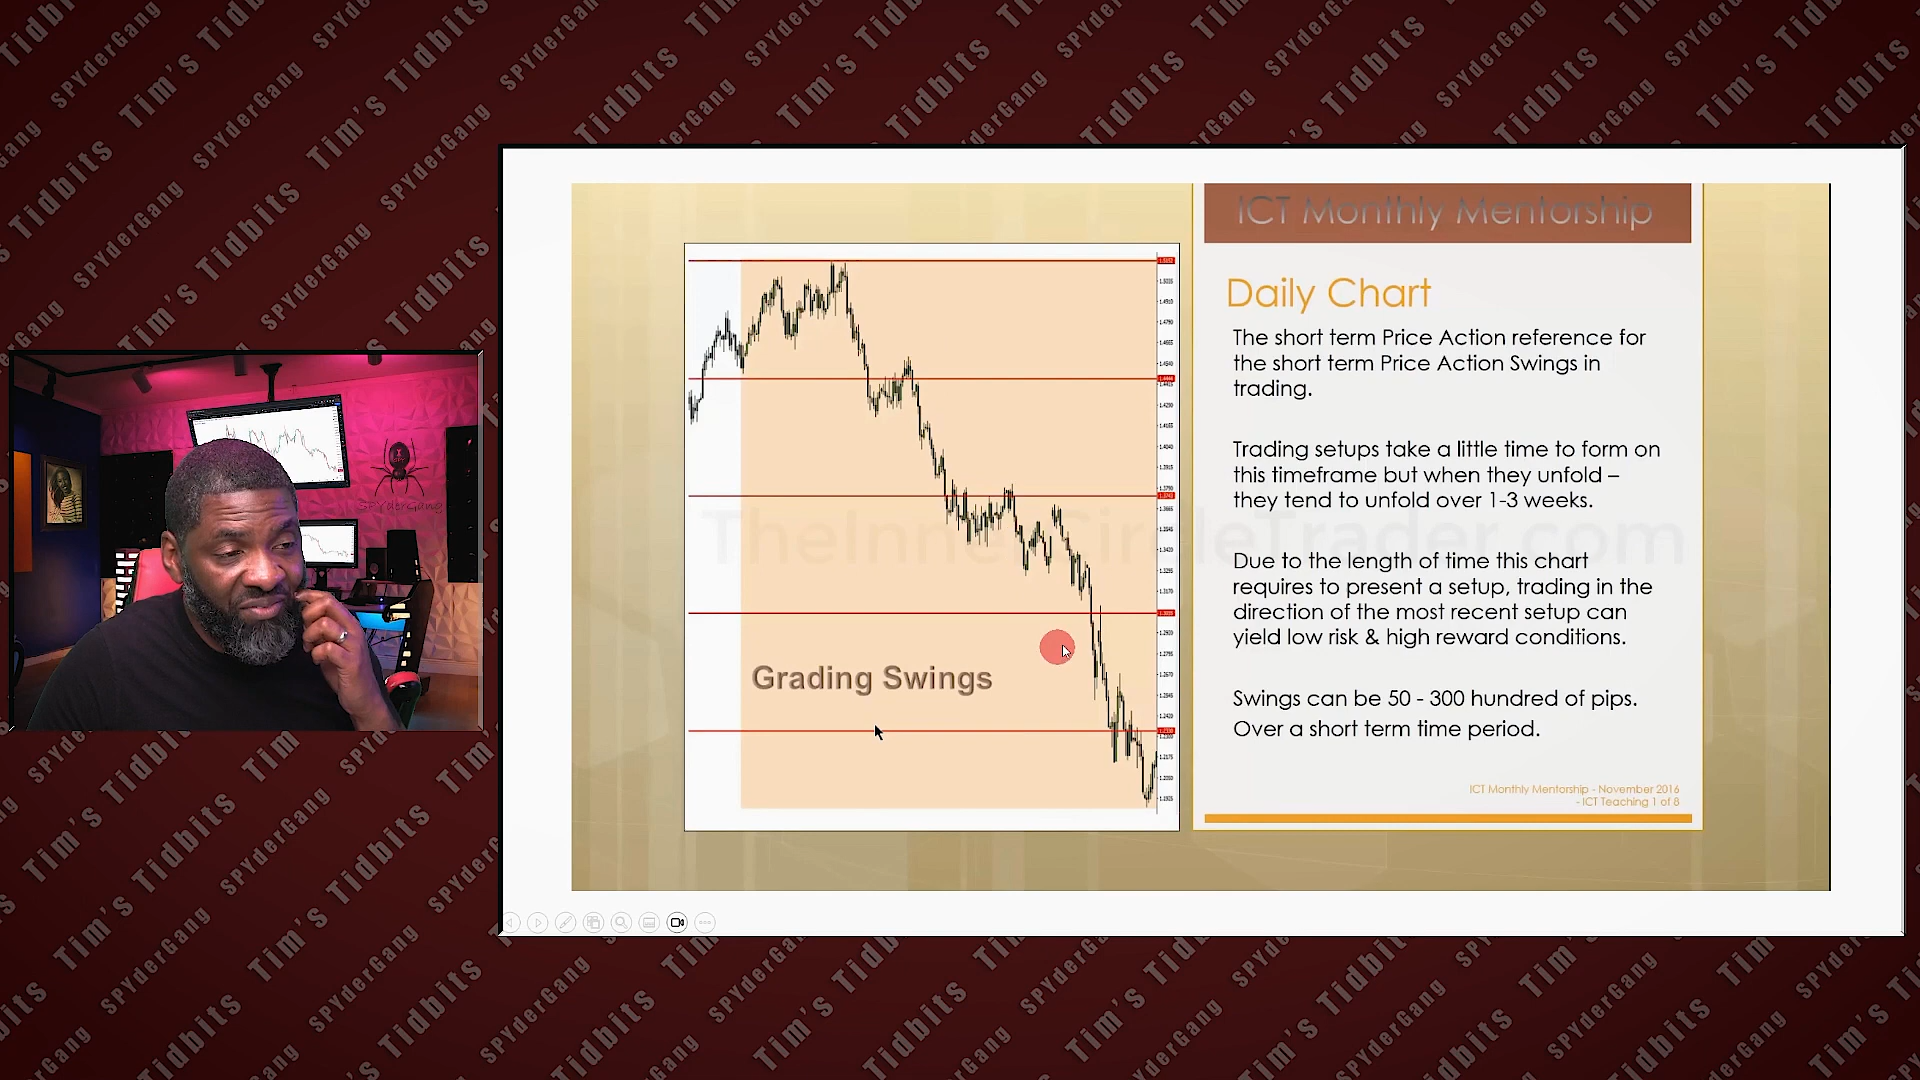 ICT Monthly Mentorship
Daily Chart
The short term Price Action reference for
the short term Price Action Swings in
trading.
Trading setups take a little time to form on
this timeframe but when they unfold –
they tend to unfold over 1-3 weeks.
Due to the length of time this chart
requires to present a setup, trading in the
direction of the most recent setup can
yield low risk & high reward conditions.
Swings can be 50 - 300 hundred of pips.
Over a short term time period.
ICT Monthly Mentorship - November 2016
- ICT Teaching 1 of 8
Grading Swings
TheInnerCircleTrader.com
SPYderGang
Tim's Tidbits